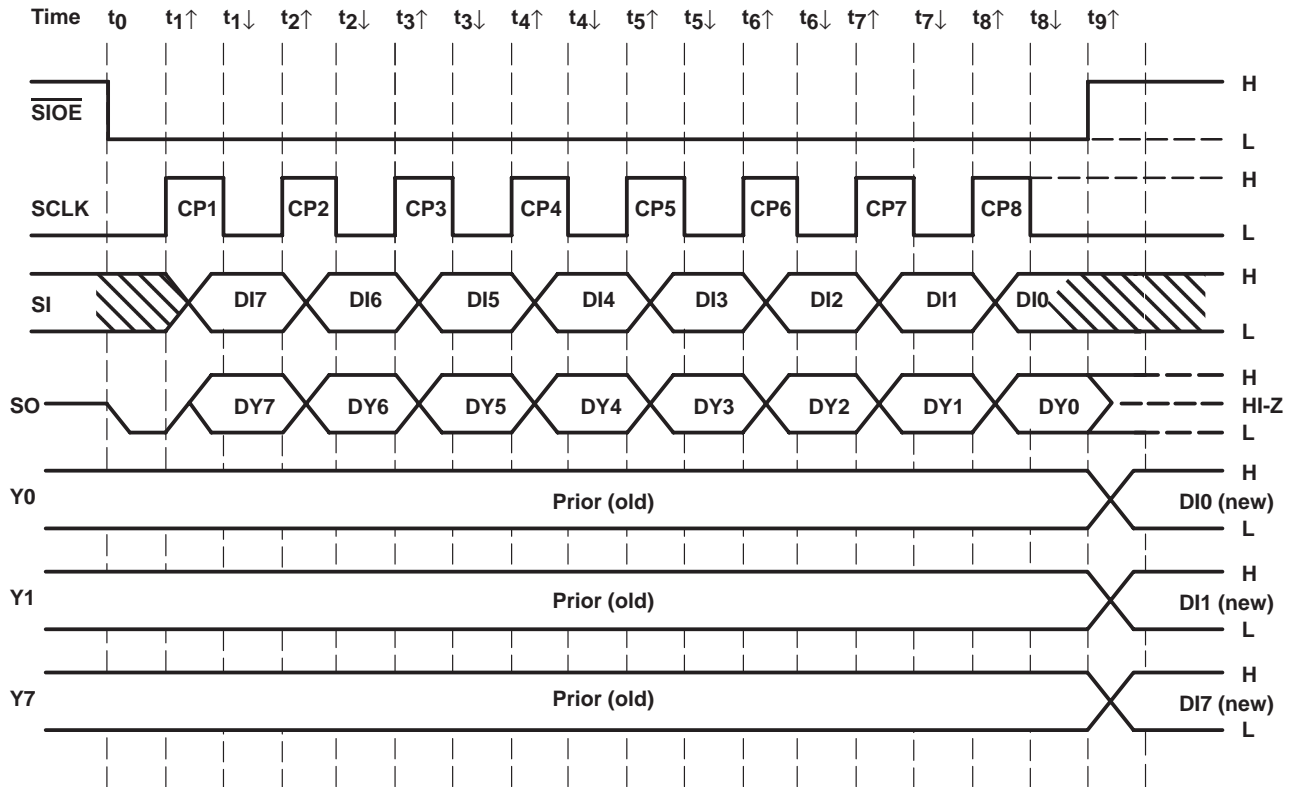 Time t0 t1↑ t1↓ t2↑ t2↓ t3↑ t3↓ t4↑ t4↓ t5↑ t5↓ t6↑ t6↓ t7↑ t7↓ t8↑ t8↓ t9↑
H
SIOE
L
H
SCLK CP1 CP2 CP3 CP4 CP5 CP6 CP7 CP8
L
H
SI DI7 DI6 DI5 DI4 DI3 DI2 DI1 DI0
L
H
SO DY7 DY6 DY5 DY4 DY3 DY2 DY1 DY0 HI-Z
L
H
Y0 Prior (old) DI0 (new)
L
H
Y1 Prior (old) DI1 (new)
L
H
Y7 Prior (old) DI7 (new)
L